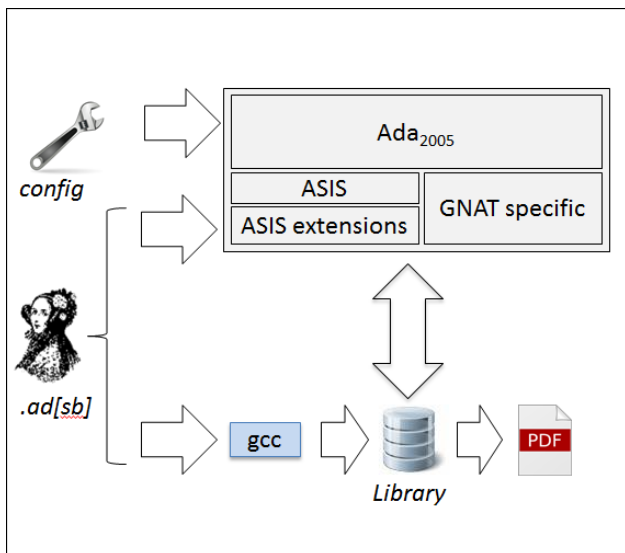 Ada2005
config
ASIS
GNAT specific
ASIS extensions
.ad[sb]
gcc
PDF
Library